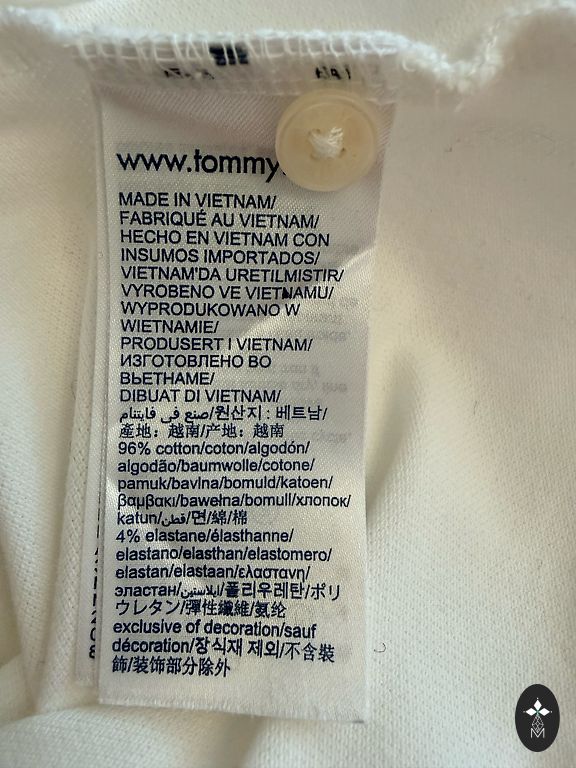 www.tommy
MADE IN VIETNAM/
FABRIQUÉ AU VIETNAM/
HECHO EN VIETNAM CON
INSUMOS IMPORTADOS/
VIETNAM'DA URETILMISTIR/
VYROBENO VE VIETNAMU/
WYPRODUKOWANO W
WIETNAMIE/
PRODUSERT I VIETNAM/
ИЗГОТОВЛЕНО ВО
ВЬЕТНАМЕ/
DIBUAT DI VIETNAM/
صنع في فايتنام/원산지 : 베트남/
產地：越南/产地：越南
96% cotton/coton/algodón/
algodão/baumwolle/cotone/
pamuk/bavlna/bomuld/katoen/
βαμβακι/bawełna/bomull/хлопок/
katun/قطن/면/綿/棉
4% elastane/élasthanne/
elastano/elasthan/elastomero/
elastan/elastaan/ελαστανη/
эластан/ايلاستين/폴리우레탄/ポリ
ウレタン/彈性纖維/氨纶
exclusive of decoration/sauf
décoration/장식재 제외/不含裝
飾/装饰部分除外
M